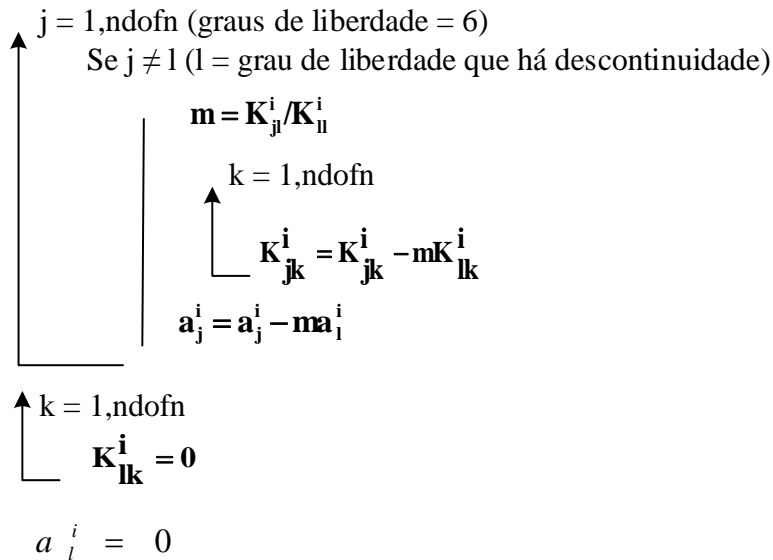 j = 1,ndofn (graus de liberdade = 6)
Se j ≠ l (l = grau de liberdade que há descontinuidade)
m = K^i_jl/K^i_ll
k = 1,ndofn
K^i_jk = K^i_jk − mK^i_lk
a^i_j = a^i_j − ma^i_l
k = 1,ndofn
K^i_lk = 0
a^i_l = 0